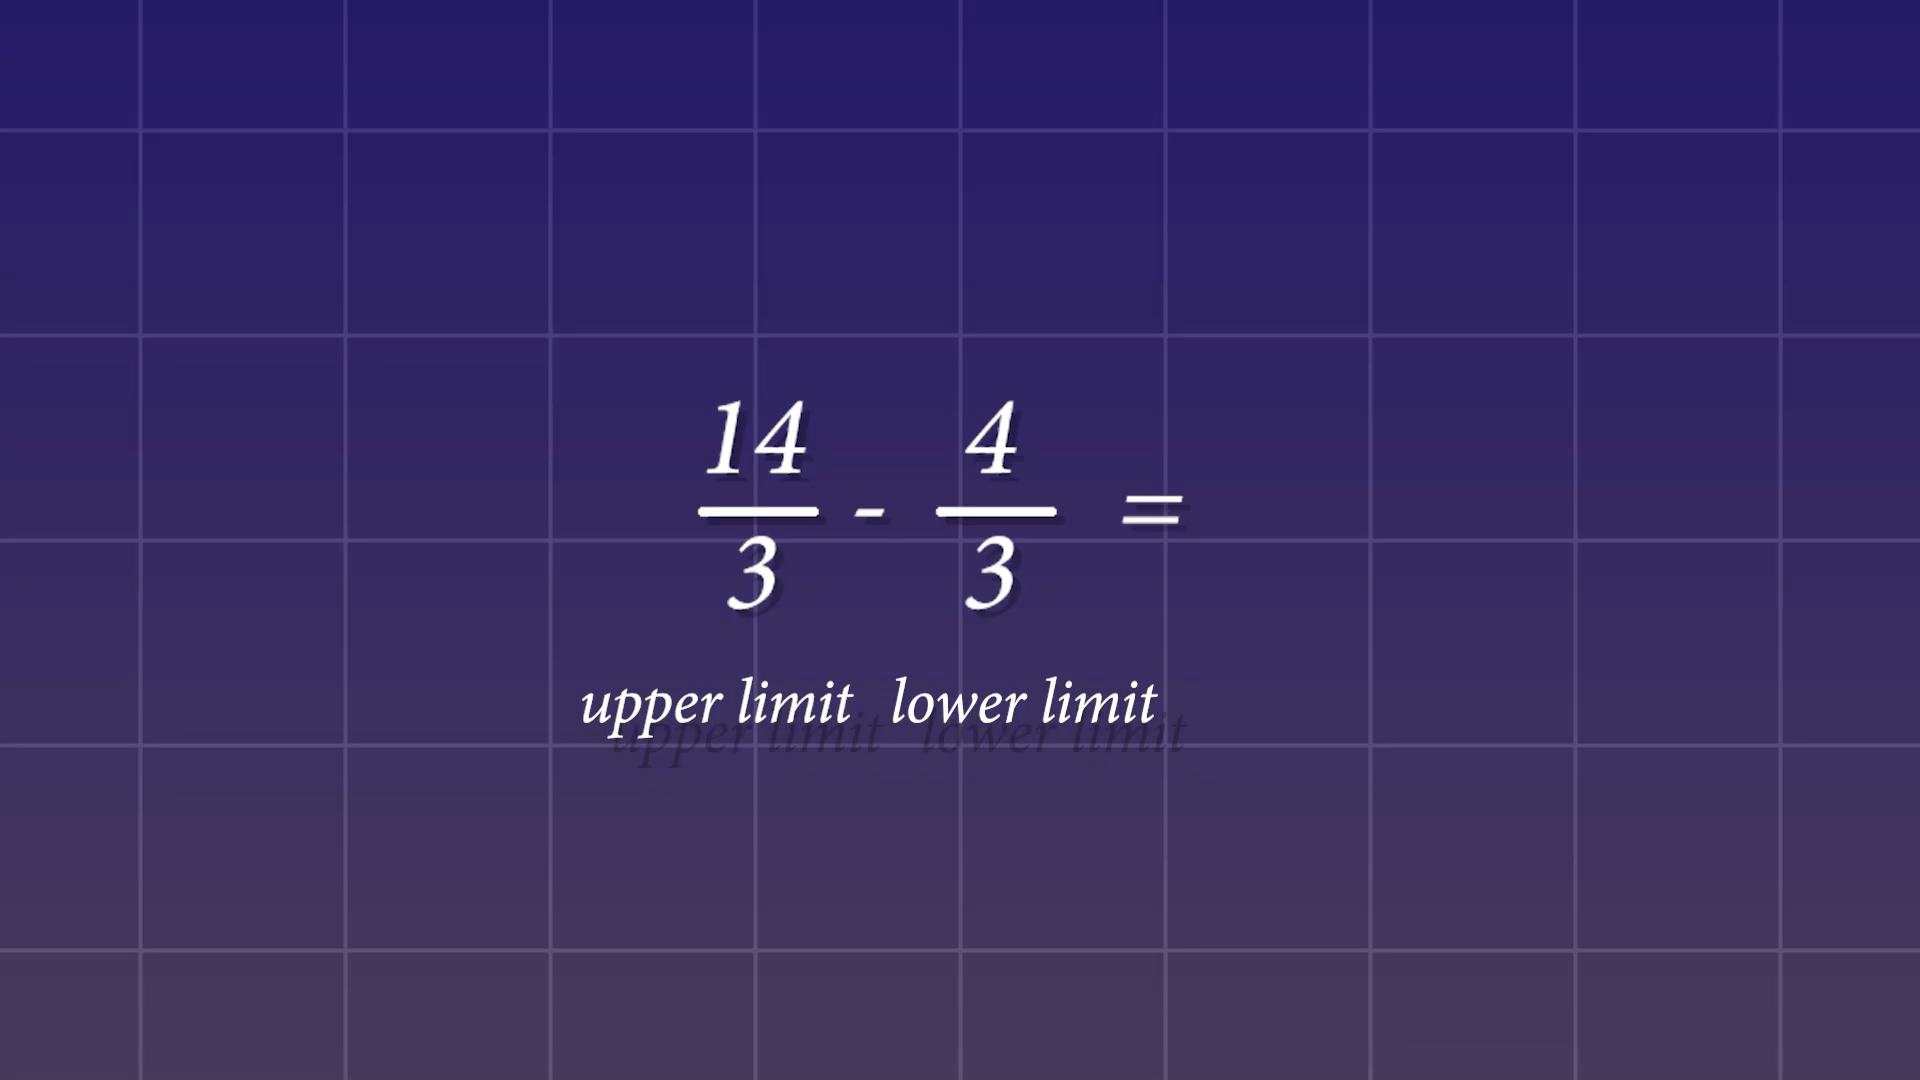 14/3 - 4/3 =
upper limit lower limit